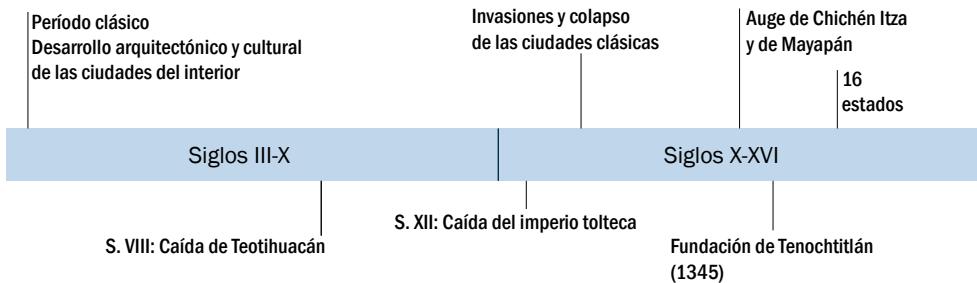 Período clásico
Desarrollo arquitectónico y cultural
de las ciudades del interior
Invasiones y colapso
de las ciudades clásicas
Auge de Chichén Itza
y de Mayapán
16
estados
Siglos III-X
Siglos X-XVI
S. VIII: Caída de Teotihuacán
S. XII: Caída del imperio tolteca
Fundación de Tenochtitlán
(1345)